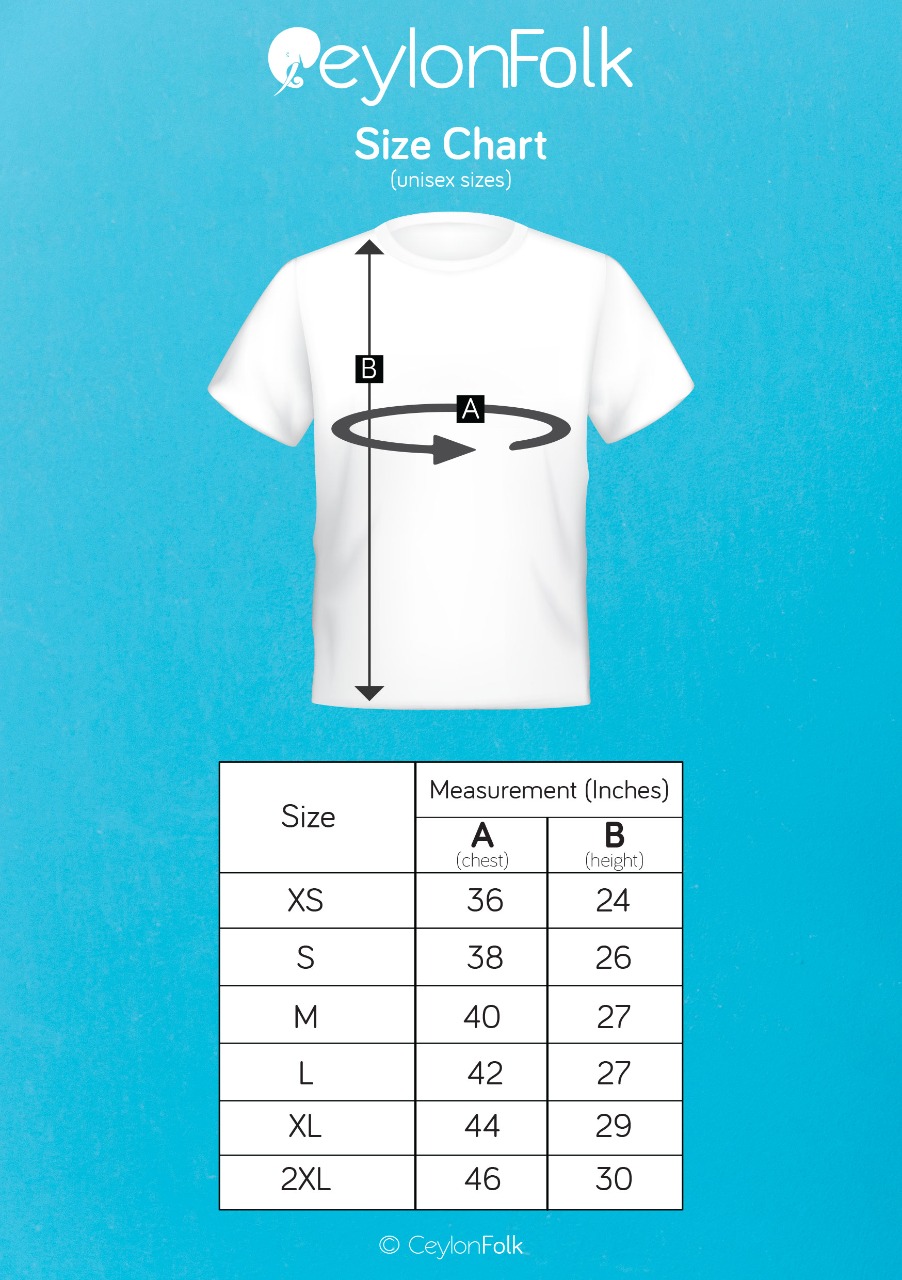 CeylonFolk
Size Chart
(unisex sizes)
B
A
Size
Measurement (Inches)
A B
(chest) (height)
XS 36 24
S 38 26
M 40 27
L 42 27
XL 44 29
2XL 46 30
© CeylonFolk